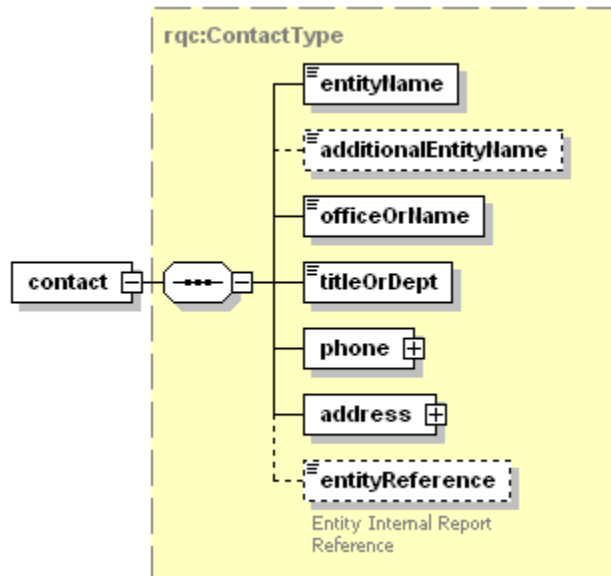 rqc:ContactType
entityName
additionalEntityName
officeOrName
contact
titleOrDept
phone
address
entityReference
Entity Internal Report
Reference